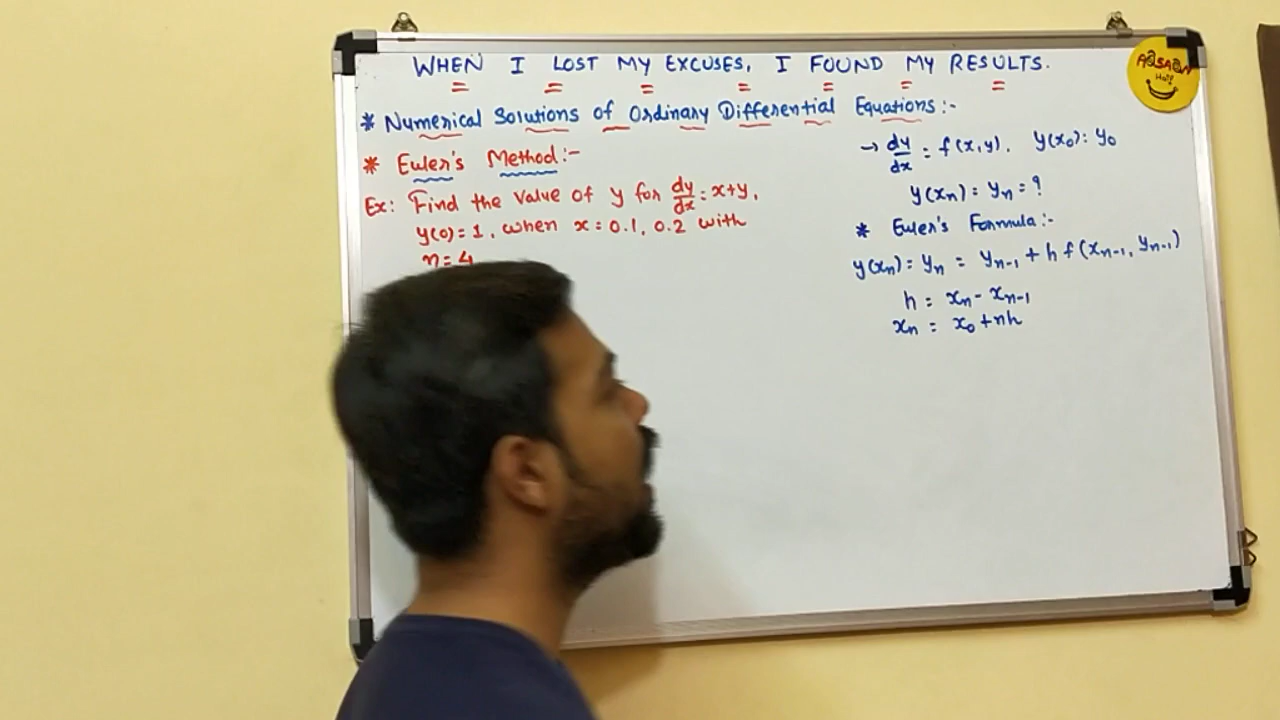 WHEN I LOST MY EXCUSES, I FOUND MY RESULTS.
* Numerical Solutions of Ordinary Differential Equations:-
* Euler's Method:-
Ex: Find the value of y for dy/dx = x+y,
y(0) = 1, when x = 0.1, 0.2 with
n = 4
→ dy/dx = f(x,y), y(x₀) : y₀
y(xₙ) = yₙ = ?
* Euler's Formula:-
y(xₙ) = yₙ = yₙ₋₁ + h f(xₙ₋₁, yₙ₋₁)
h = xₙ - xₙ₋₁
xₙ = x₀ + nh